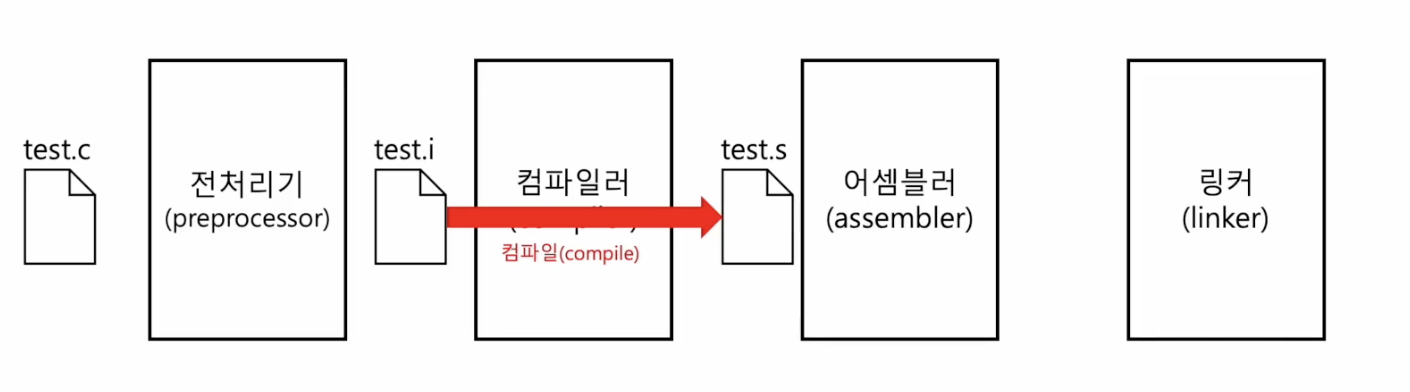 test.c
전처리기
(preprocessor)
test.i
컴파일러
컴파일(compile)
test.s
어셈블러
(assembler)
링커
(linker)